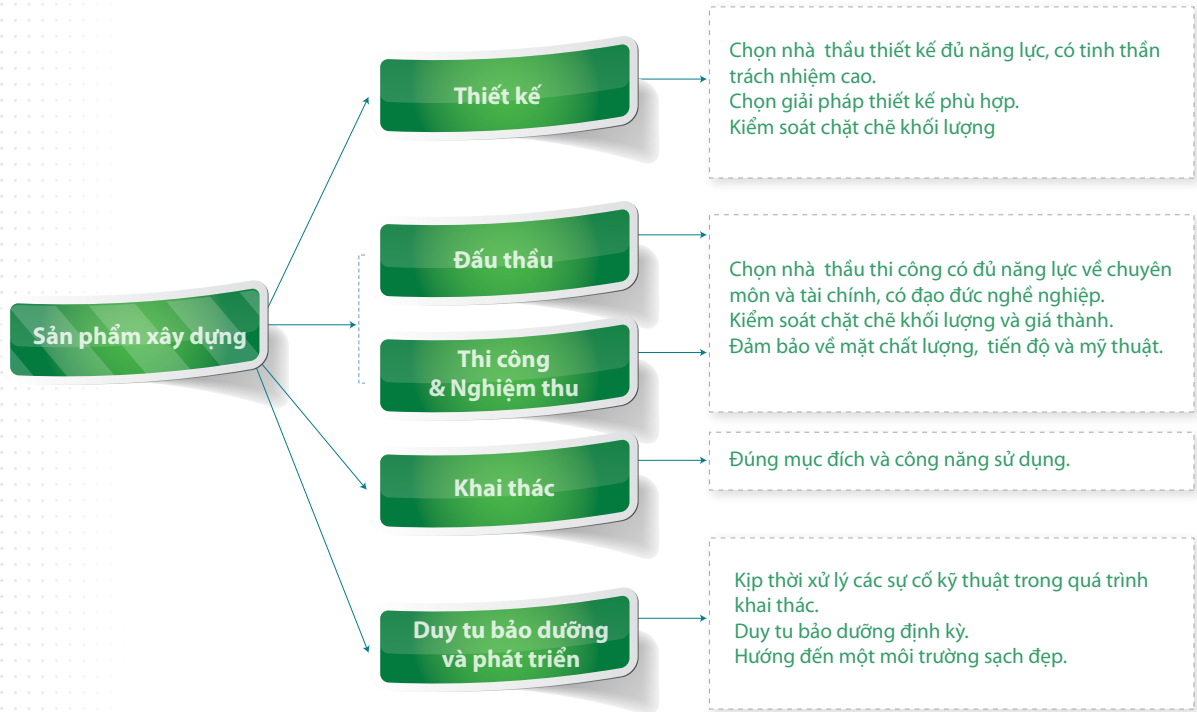 Thiết kế
Chọn nhà thầu thiết kế đủ năng lực, có tinh thần
trách nhiệm cao.
Chọn giải pháp thiết kế phù hợp.
Kiểm soát chặt chẽ khối lượng
Sản phẩm xây dựng
Đấu thầu
Thi công
& Nghiệm thu
Chọn nhà thầu thi công có đủ năng lực về chuyên
môn và tài chính, có đạo đức nghề nghiệp.
Kiểm soát chặt chẽ khối lượng và giá thành.
Đảm bảo về mặt chất lượng, tiến độ và mỹ thuật.
Khai thác
Đúng mục đích và công năng sử dụng.
Duy tu bảo dưỡng
và phát triển
Kịp thời xử lý các sự cố kỹ thuật trong quá trình
khai thác.
Duy tu bảo dưỡng định kỳ.
Hướng đến một môi trường sạch đẹp.